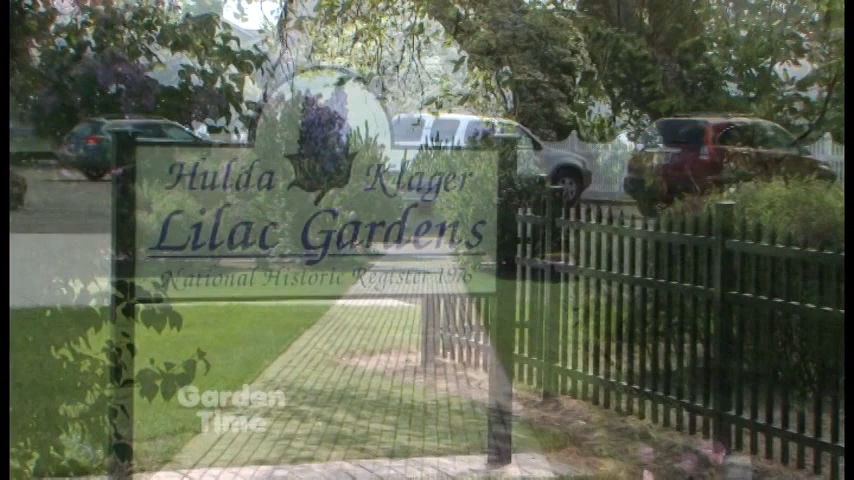 Hulda Klager
Lilac Gardens
National Historic Register 1976
Garden
Time